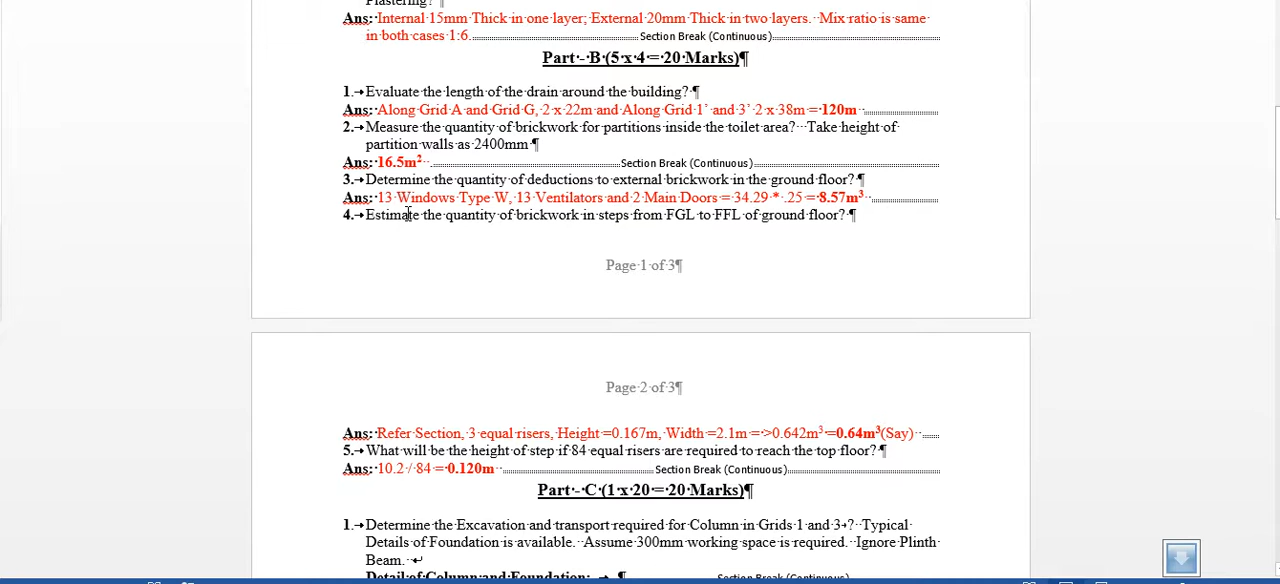 Plastering?¶
Ans: Internal 15mm Thick in one layer; External 20mm Thick in two layers.  Mix ratio is same
in both cases 1:6. Section Break (Continuous)
Part - B (5 x 4 = 20 Marks)¶
1. Evaluate the length of the drain around the building? ¶
Ans: Along Grid A and Grid G, 2 x 22m and Along Grid 1’ and 3’ 2 x 38m = 120m
2. Measure the quantity of brickwork for partitions inside the toilet area?  Take height of
partition walls as 2400mm ¶
Ans: 16.5m² . Section Break (Continuous)
3. Determine the quantity of deductions to external brickwork in the ground floor? ¶
Ans: 13 Windows Type W, 13 Ventilators and 2 Main Doors = 34.29 * .25 = 8.57m³
4. Estimate the quantity of brickwork in steps from FGL to FFL of ground floor? ¶
Page 1 of 3¶
Page 2 of 3¶
Ans: Refer Section, 3 equal risers, Height =0.167m, Width =2.1m => 0.642m³ =0.64m³(Say)
5. What will be the height of step if 84 equal risers are required to reach the top floor? ¶
Ans: 10.2 / 84 = 0.120m Section Break (Continuous)
Part - C (1 x 20 = 20 Marks)¶
1. Determine the Excavation and transport required for Column in Grids 1 and 3 ?  Typical
Details of Foundation is available.  Assume 300mm working space is required.  Ignore Plinth
Beam.
Detail of Column and Foundation: ¶ Section Break (Continuous)